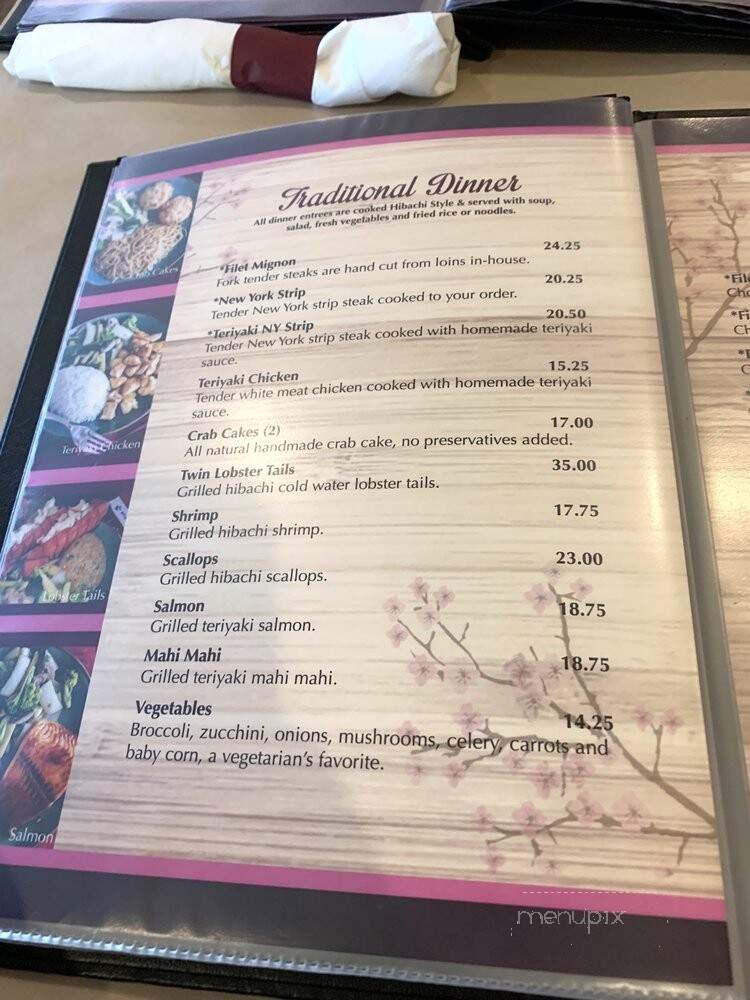 Traditional Dinner
All dinner entrees are cooked Hibachi Style & served with soup,
salad, fresh vegetables and fried rice or noodles.
*Filet Mignon 24.25
Fork tender steaks are hand cut from loins in-house.
*New York Strip 20.25
Tender New York strip steak cooked to your order.
*Teriyaki NY Strip 20.50
Tender New York strip steak cooked with homemade teriyaki
sauce.
Teriyaki Chicken 15.25
Tender white meat chicken cooked with homemade teriyaki
sauce.
Crab Cakes (2) 17.00
All natural handmade crab cake, no preservatives added.
Twin Lobster Tails 35.00
Grilled hibachi cold water lobster tails.
Shrimp 17.75
Grilled hibachi shrimp.
Scallops 23.00
Grilled hibachi scallops.
Salmon 18.75
Grilled teriyaki salmon.
Mahi Mahi 18.75
Grilled teriyaki mahi mahi.
Vegetables 14.25
Broccoli, zucchini, onions, mushrooms, celery, carrots and
baby corn, a vegetarian's favorite.
Cakes
Teriyaki Chicken
Lobster Tails
Salmon
menupix